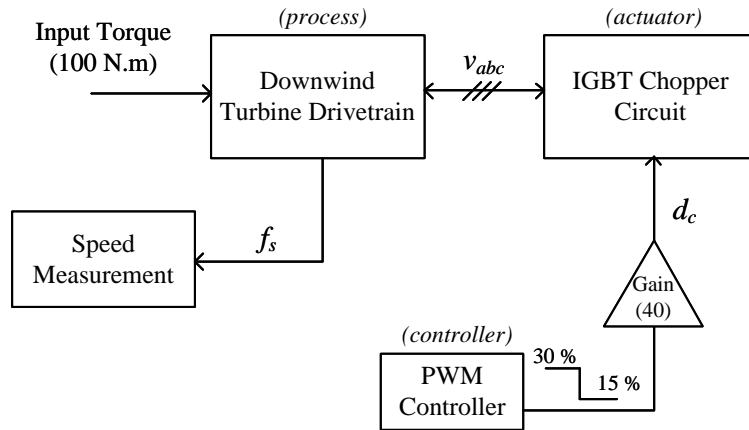 (process)
(actuator)
Input Torque
(100 N.m)
Downwind
Turbine Drivetrain
v_abc
IGBT Chopper
Circuit
d_c
Speed
Measurement
f_s
Gain
(40)
(controller)
30 %
15 %
PWM
Controller